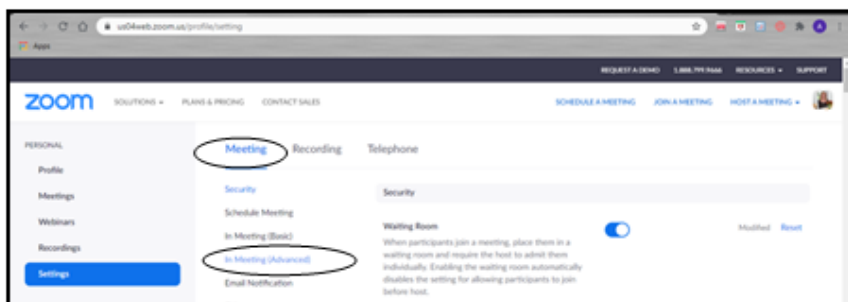 us04web.zoom.us/profile/setting
Apps
REQUEST A DEMO 1.888.799.9666 RESOURCES SUPPORT
zoom SOLUTIONS PLANS & PRICING CONTACT SALES SCHEDULE A MEETING JOIN A MEETING HOST A MEETING
PERSONAL
Profile
Meetings
Webinars
Recordings
Settings
Meeting Recording Telephone
Security
Schedule Meeting
In Meeting (Basic)
In Meeting (Advanced)
Email Notification
Security
Waiting Room Modified Reset
When participants join a meeting, place them in a
waiting room and require the host to admit them
individually. Enabling the waiting room automatically
disables the setting for allowing participants to join
before host.